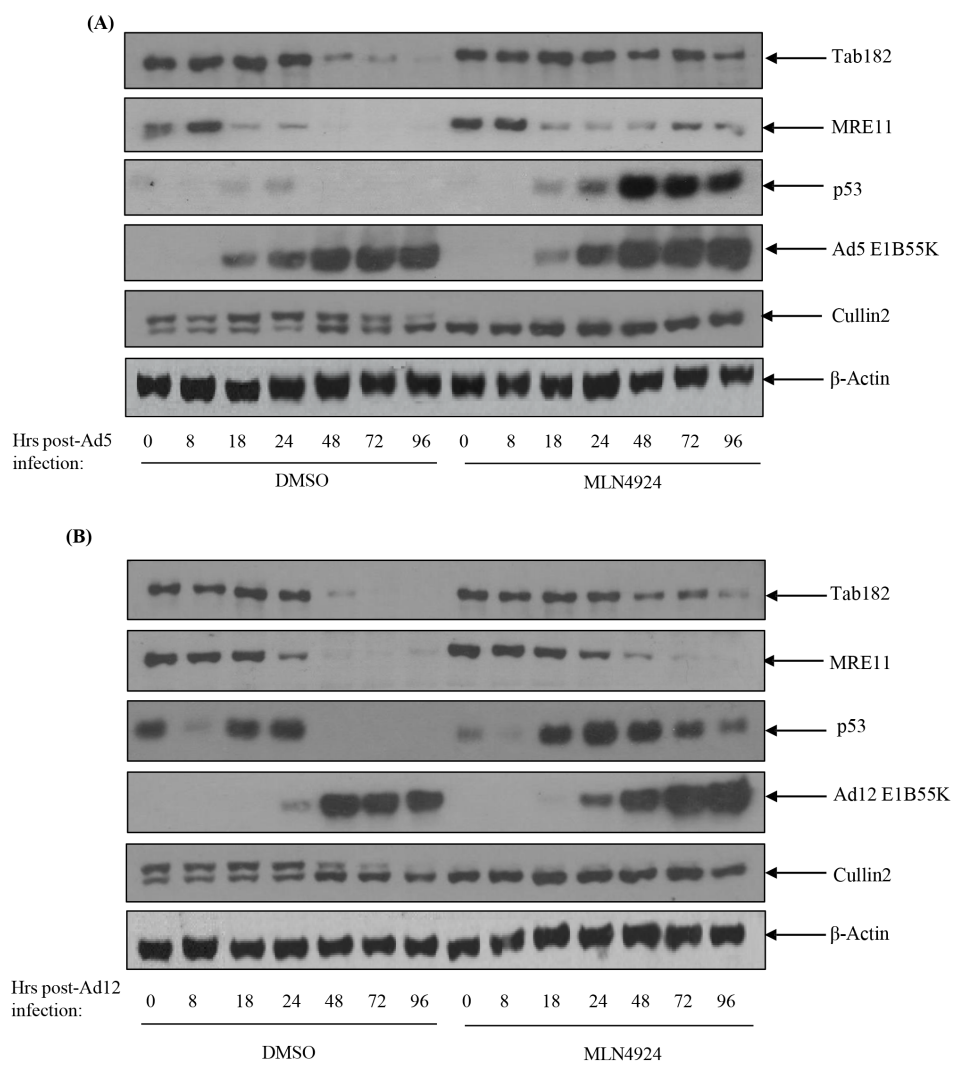 (A)
Tab182
MRE11
p53
Ad5 E1B55K
Cullin2
β-Actin
Hrs post-Ad5 0 8 18 24 48 72 96 0 8 18 24 48 72 96
infection:
DMSO MLN4924
(B)
Tab182
MRE11
p53
Ad12 E1B55K
Cullin2
β-Actin
Hrs post-Ad12 0 8 18 24 48 72 96 0 8 18 24 48 72 96
infection:
DMSO MLN4924